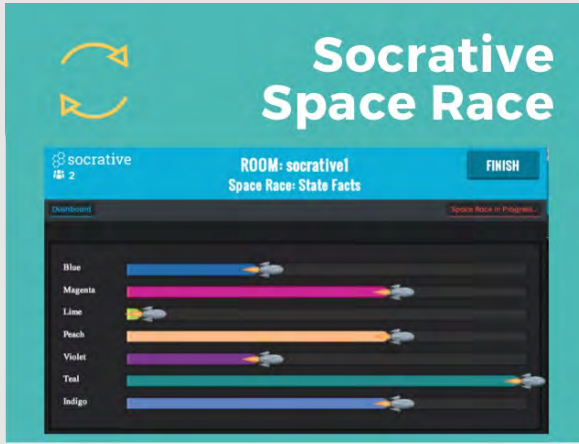 Socrative
Space Race
socrative
2
ROOM: socrative1
Space Race: State Facts
FINISH
Dashboard
Space Race in Progress...
Blue
Magenta
Lime
Peach
Violet
Teal
Indigo